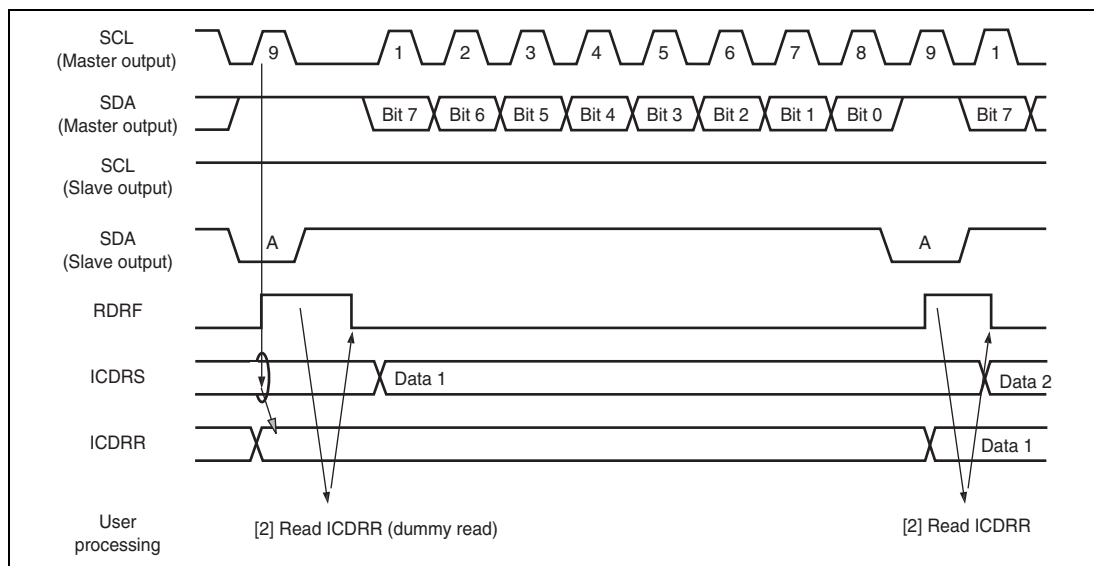 SCL
(Master output)
9 1 2 3 4 5 6 7 8 9 1
SDA
(Master output)
Bit 7 Bit 6 Bit 5 Bit 4 Bit 3 Bit 2 Bit 1 Bit 0 Bit 7
SCL
(Slave output)
SDA
(Slave output)
A A
RDRF
ICDRS
Data 1 Data 2
ICDRR
Data 1
User
processing
[2] Read ICDRR (dummy read) [2] Read ICDRR